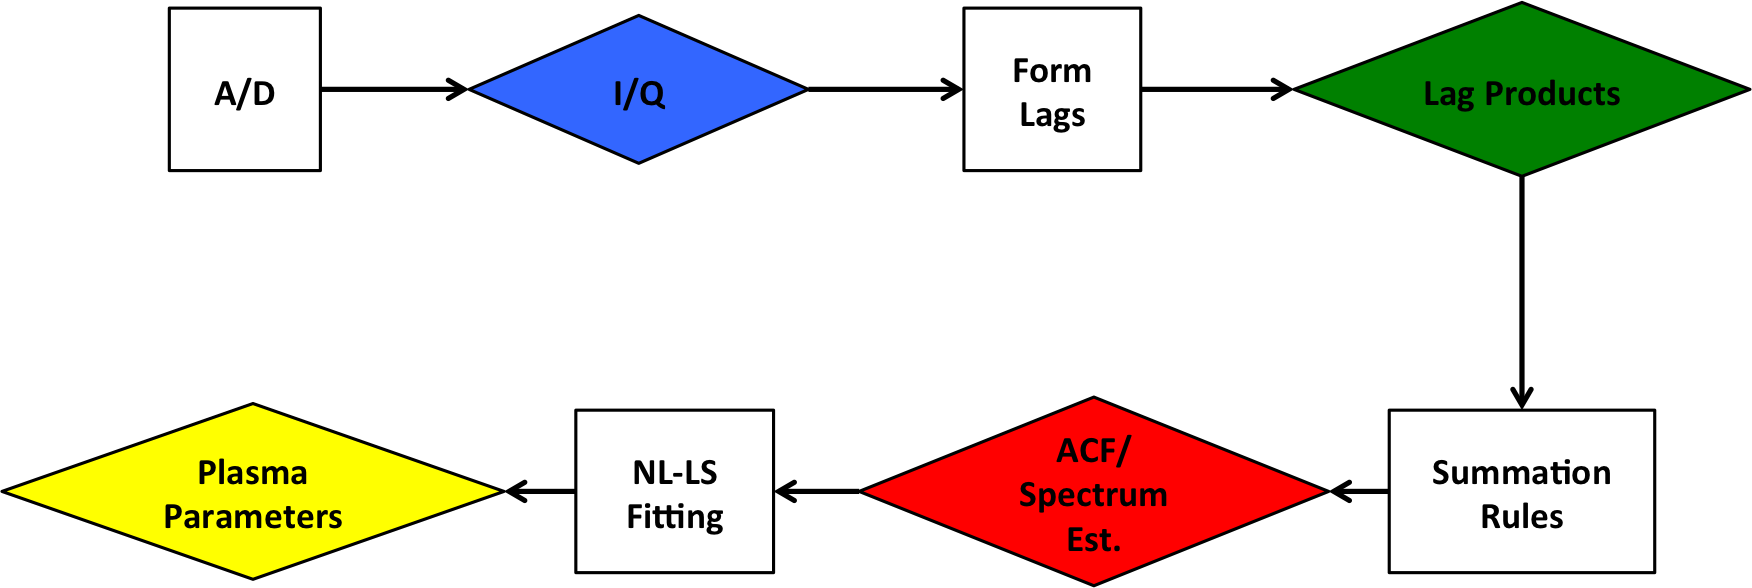 A/D
I/Q
Form
Lags
Lag Products
Plasma
Parameters
NL-LS
Fitting
ACF/
Spectrum
Est.
Summation
Rules